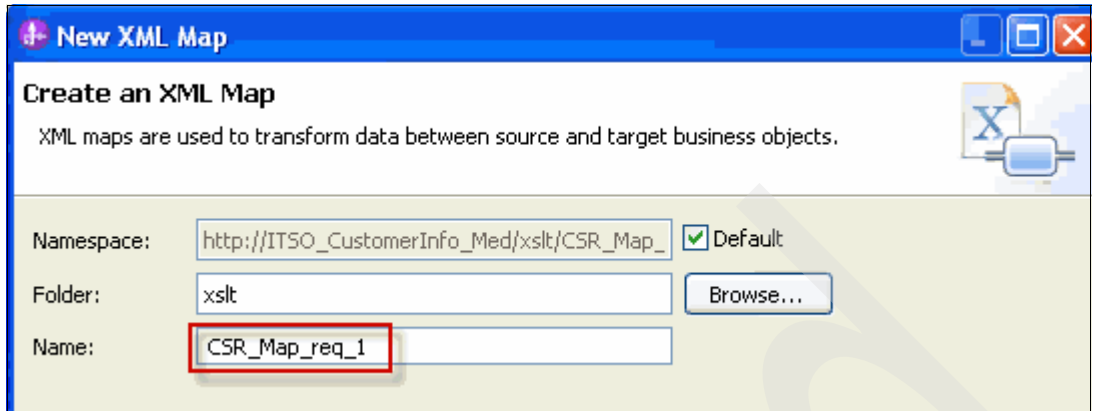 New XML Map
Create an XML Map
XML maps are used to transform data between source and target business objects.
Namespace: http://ITSO_CustomerInfo_Med/xslt/CSR_Map_ Default
Folder: xslt Browse...
Name: CSR_Map_req_1